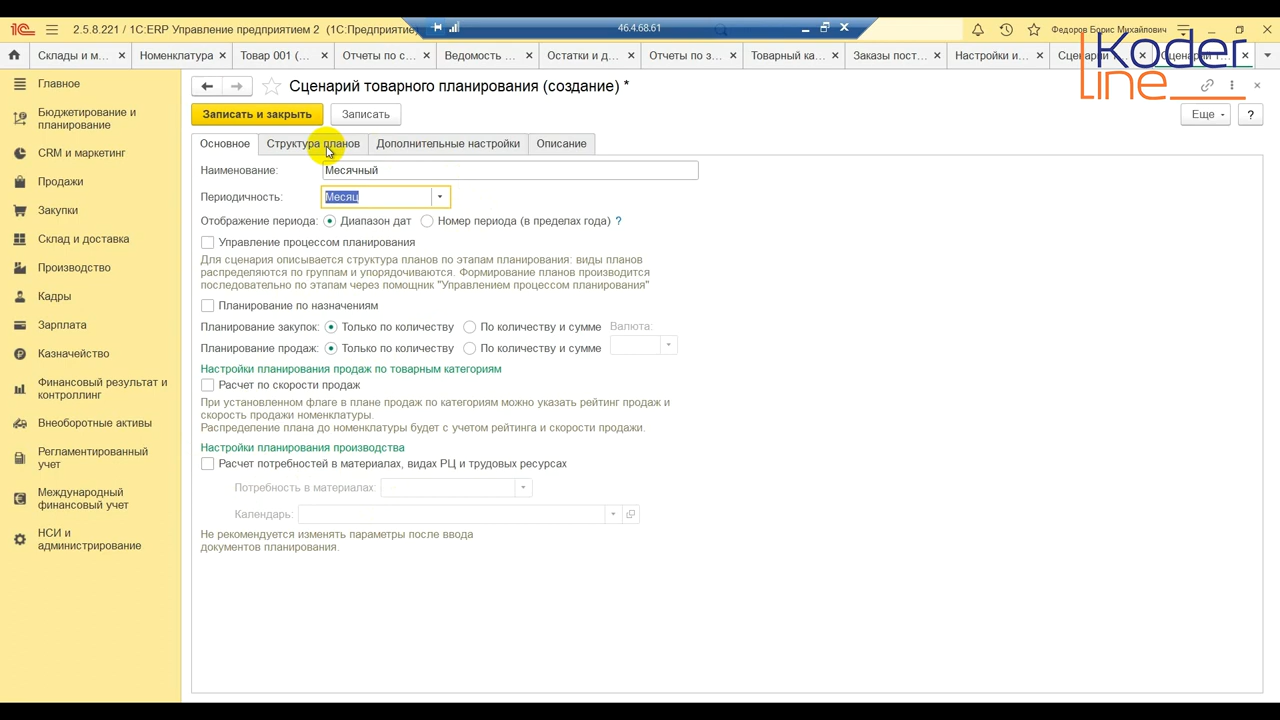 2.5.8.221 / 1С:ERP Управление предприятием 2 (1С:Предприятие)
46.4.68.61
Федоров Борис Михайлович
Koder line
Склады и м...
Номенклатура
Товар 001 (...
Отчеты...
Ведомость ...
Остатки и д...
Отчеты по з...
Товарный ка...
Заказы пост...
Настройки и...
Сценарий товарного планирования (создание) *
Записать и закрыть
Записать
Еще
?
Основное
Структура планов
Дополнительные настройки
Описание
Наименование: Месячный
Периодичность: Месяц
Отображение периода: Диапазон дат Номер периода (в пределах года) ?
Управление процессом планирования
Для сценария описывается структура планов по этапам планирования: виды планов
распределяются по группам и упорядочиваются. Формирование планов производится
последовательно по этапам через помощник "Управлением процессом планирования"
Планирование по назначениям
Планирование закупок: Только по количеству По количеству и сумме Валюта:
Планирование продаж: Только по количеству По количеству и сумме
Настройки планирования продаж по товарным категориям
Расчет по скорости продаж
При установленном флаге в плане продаж по категориям можно указать рейтинг продаж и
скорость продажи номенклатуры.
Распределение плана до номенклатуры будет с учетом рейтинга и скорости продажи.
Настройки планирования производства
Расчет потребностей в материалах, видах РЦ и трудовых ресурсах
Потребность в материалах:
Календарь:
Не рекомендуется изменять параметры после ввода
документов планирования.
Главное
Бюджетирование и
планирование
CRM и маркетинг
Продажи
Закупки
Склад и доставка
Производство
Кадры
Зарплата
Казначейство
Финансовый результат и
контроллинг
Внеоборотные активы
Регламентированный
учет
Международный
финансовый учет
НСИ и
администрирование